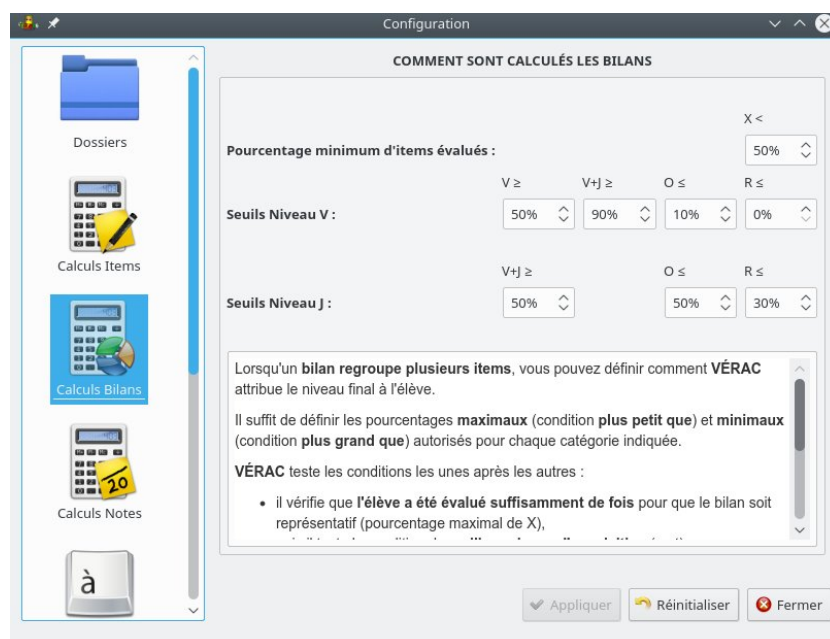 Configuration
COMMENT SONT CALCULÉS LES BILANS
Dossiers
Calculs Items
Calculs Bilans
20
Calculs Notes
à
X <
Pourcentage minimum d'items évalués : 50%
V ≥ V+J ≥ O ≤ R ≤
Seuils Niveau V : 50% 90% 10% 0%
V+J ≥ O ≤ R ≤
Seuils Niveau J : 50% 50% 30%
Lorsqu'un bilan regroupe plusieurs items, vous pouvez définir comment VÉRAC
attribue le niveau final à l'élève.
Il suffit de définir les pourcentages maximaux (condition plus petit que) et minimaux
(condition plus grand que) autorisés pour chaque catégorie indiquée.
VÉRAC teste les conditions les unes après les autres :
• il vérifie que l'élève a été évalué suffisamment de fois pour que le bilan soit
représentatif (pourcentage maximal de X),
Appliquer Réinitialiser Fermer